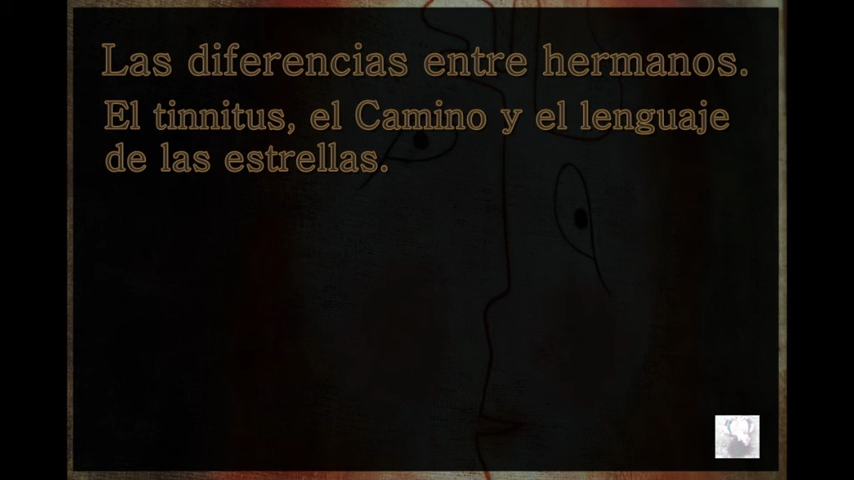 Las diferencias entre hermanos.
El tinnitus, el Camino y el lenguaje
de las estrellas.